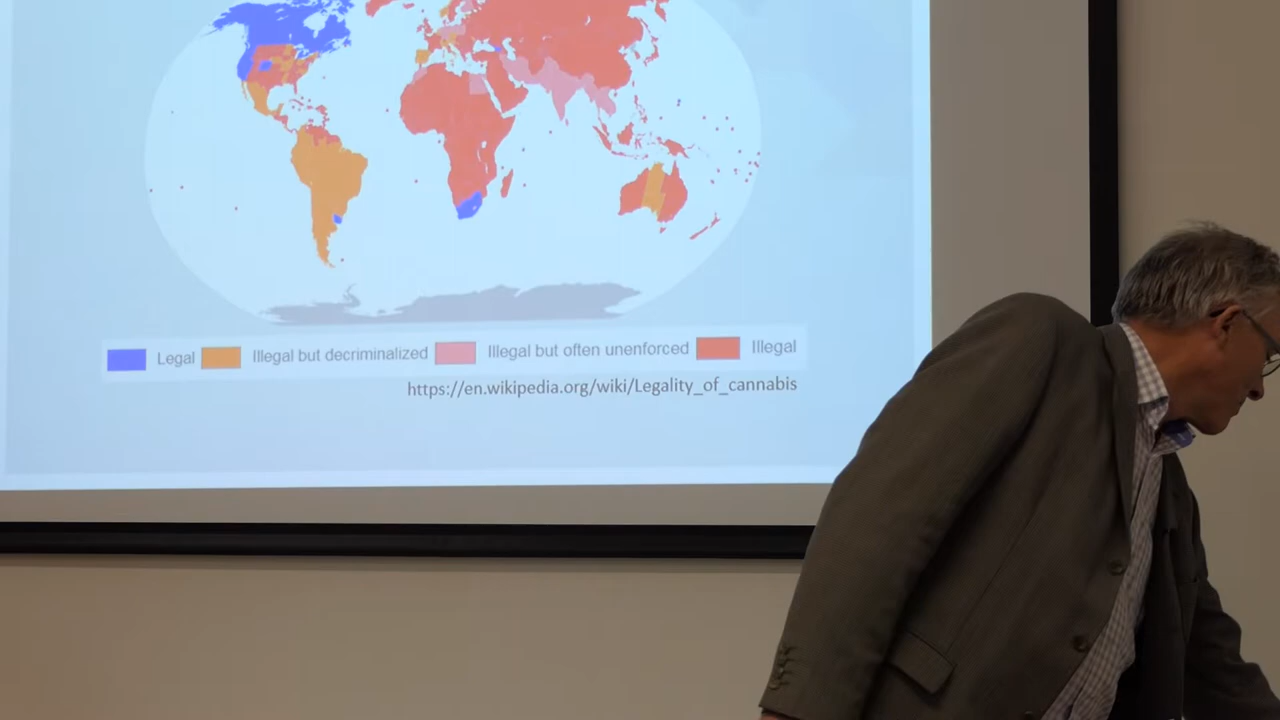 Legal Illegal but decriminalized Illegal but often unenforced Illegal
https://en.wikipedia.org/wiki/Legality_of_cannabis